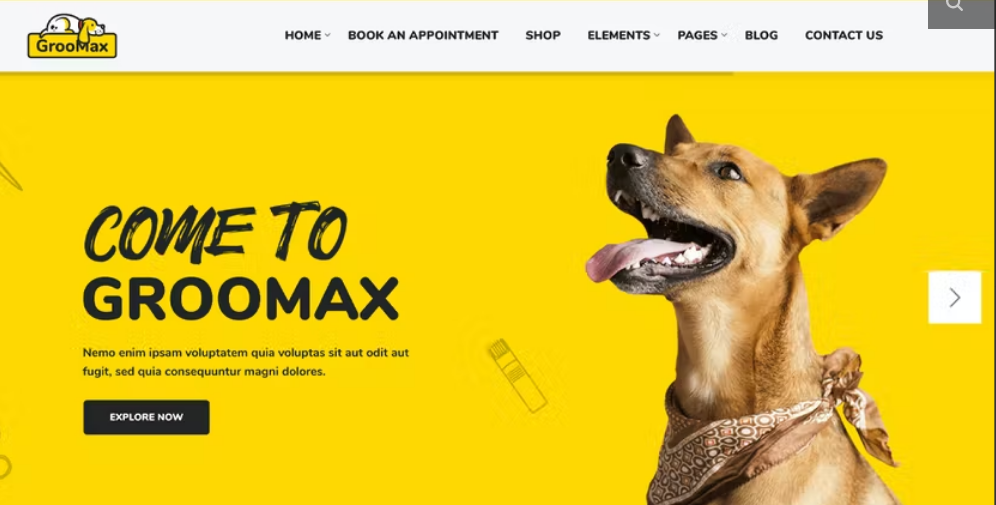 GrooMax
HOME BOOK AN APPOINTMENT SHOP ELEMENTS PAGES BLOG CONTACT US
COME TO
GROOMAX
Nemo enim ipsam voluptatem quia voluptas sit aut odit aut
fugit, sed quia consequuntur magni dolores.
EXPLORE NOW